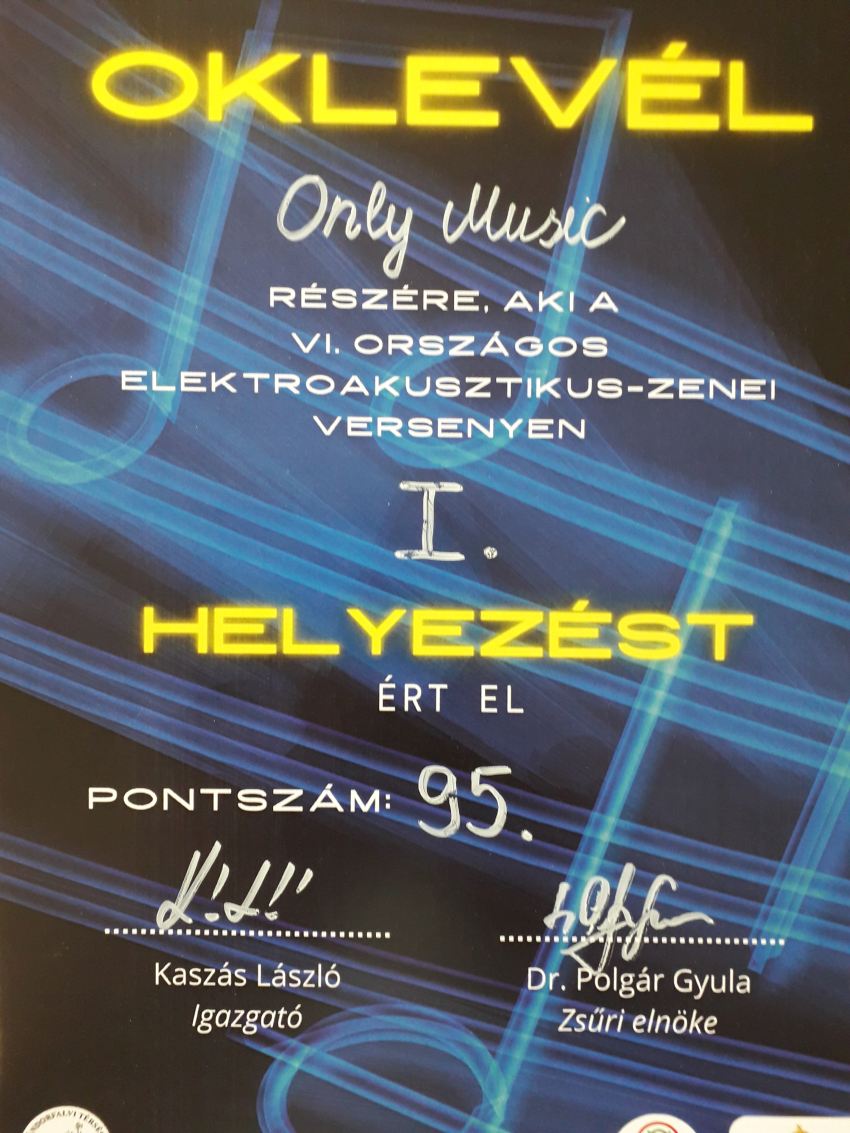 OKLEVÉL
Only Music
RÉSZÉRE, AKI A
VI. ORSZÁGOS
ELEKTROAKUSZTIKUS-ZENEI
VERSENYEN
I.
HELYEZÉST
ÉRT EL
PONTSZÁM: 95.
Kaszás László
Igazgató
Dr. Polgár Gyula
Zsűri elnöke